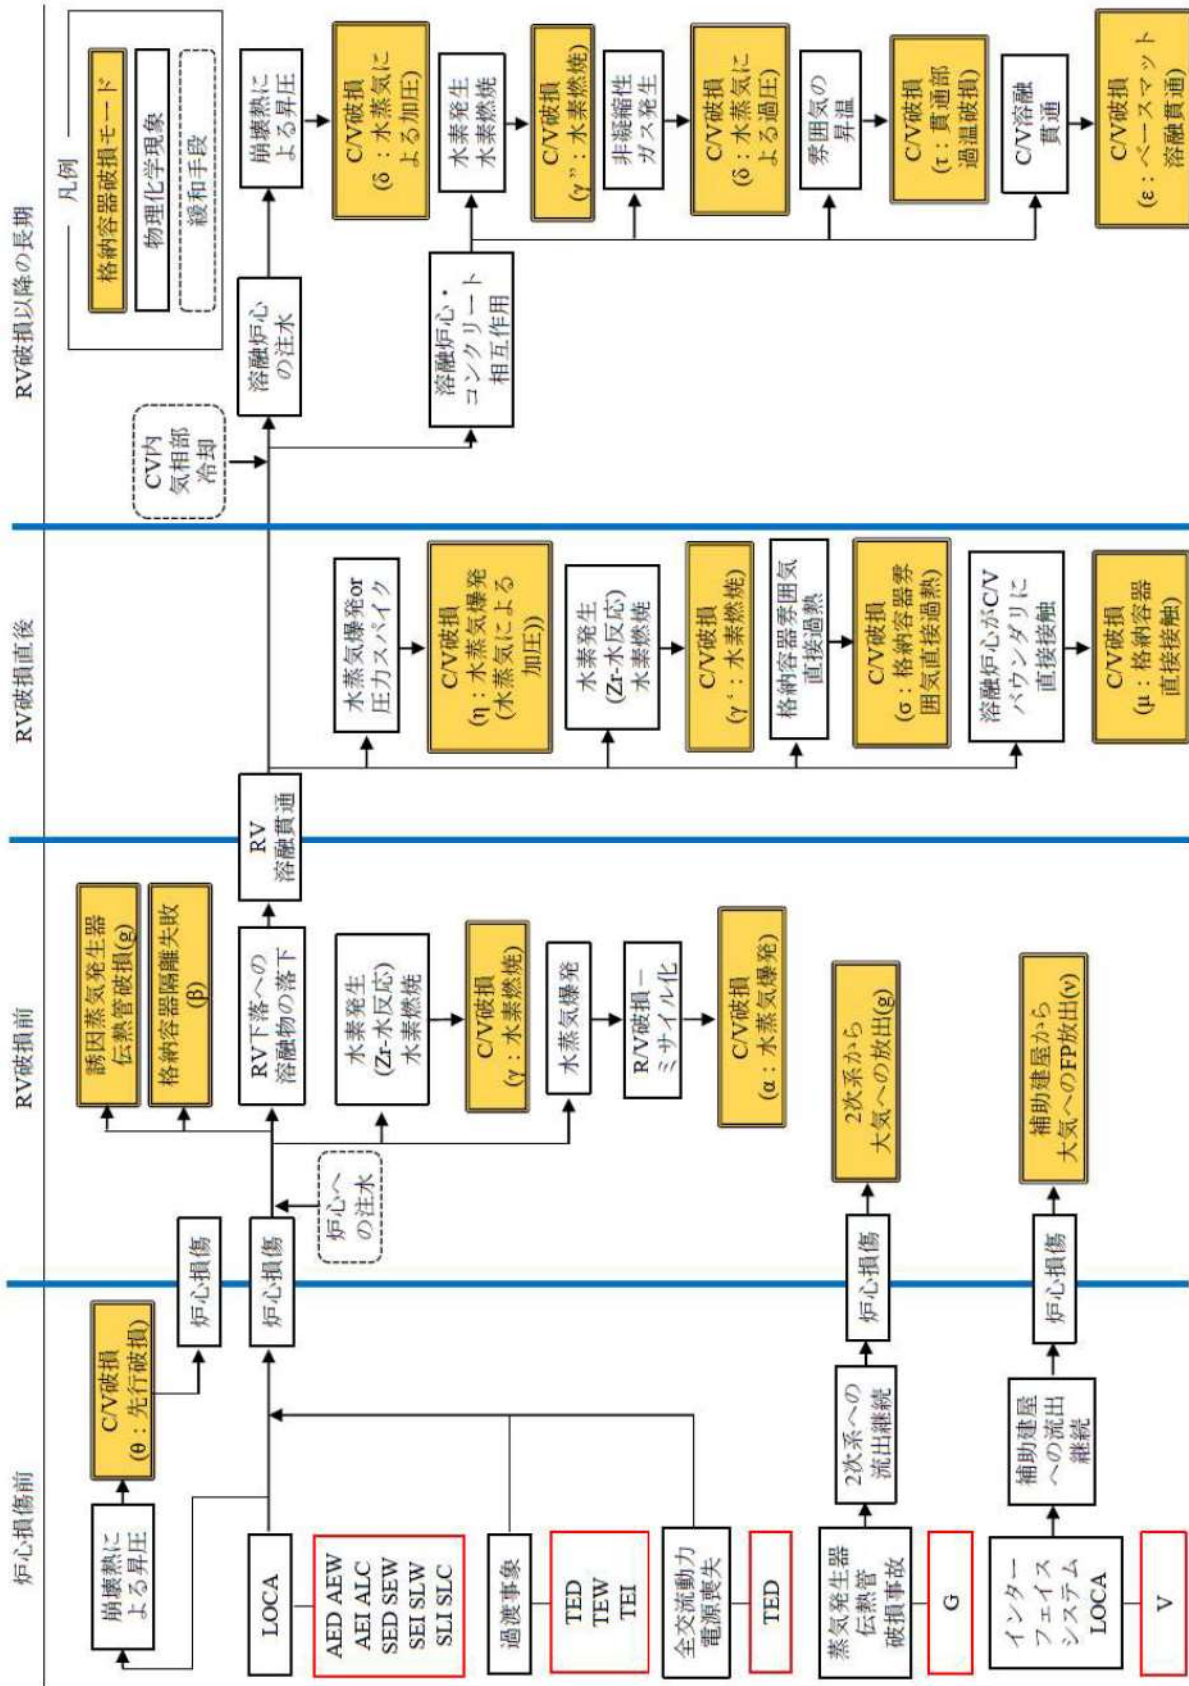 炉心損傷前
RV破損前
RV破損直後
RV破損以降の長期
凡例
格納容器破損モード
物理化学現象
緩和手段
崩壊熱に
よる昇圧
C/V破損
(θ：先行破損)
炉心損傷
LOCA
AED AEW
AEI ALC
SED SEW
SEI SLW
SLI SLC
炉心損傷
過渡事象
TED
TEW
TEI
全交流動力
電源喪失
TED
蒸気発生器
伝熱管
破損事故
G
2次系への
流出継続
炉心損傷
2次系から
大気への放出(g)
インター
フェイス
システム
LOCA
V
補助建屋
への流出
継続
炉心損傷
補助建屋から
大気へのFP放出(ν)
炉心へ
の注水
誘因蒸気発生器
伝熱管破損(g)
格納容器隔離失敗
(β)
RV下落への
溶融物の落下
水素発生
(Zr-水反応)
水素燃焼
C/V破損
(γ：水素燃焼)
水蒸気爆発
R/V破損－
ミサイル化
C/V破損
(α：水蒸気爆発)
RV
溶融貫通
水蒸気爆発or
圧力スパイク
C/V破損
(η：水蒸気爆発
(水蒸気による
加圧))
水素発生
(Zr-水反応)
水素燃焼
C/V破損
(γ‘：水素燃焼)
格納容器雰囲気
直接過熱
C/V破損
(σ：格納容器雰
囲気直接過熱)
溶融炉心がC/V
バウンダリに
直接接触
C/V破損
(μ：格納容器
直接接触)
CV内
気相部
冷却
溶融炉心
の注水
崩壊熱に
よる昇圧
C/V破損
(δ：水蒸気に
よる加圧)
溶融炉心・
コンクリート
相互作用
水素発生
水素燃焼
C/V破損
(γ”：水素燃焼)
非凝縮性
ガス発生
C/V破損
(δ：水蒸気に
よる過圧)
雰囲気の
昇温
C/V破損
(τ：貫通部
過温破損)
C/V溶融
貫通
C/V破損
(ε：ベースマット
溶融貫通)